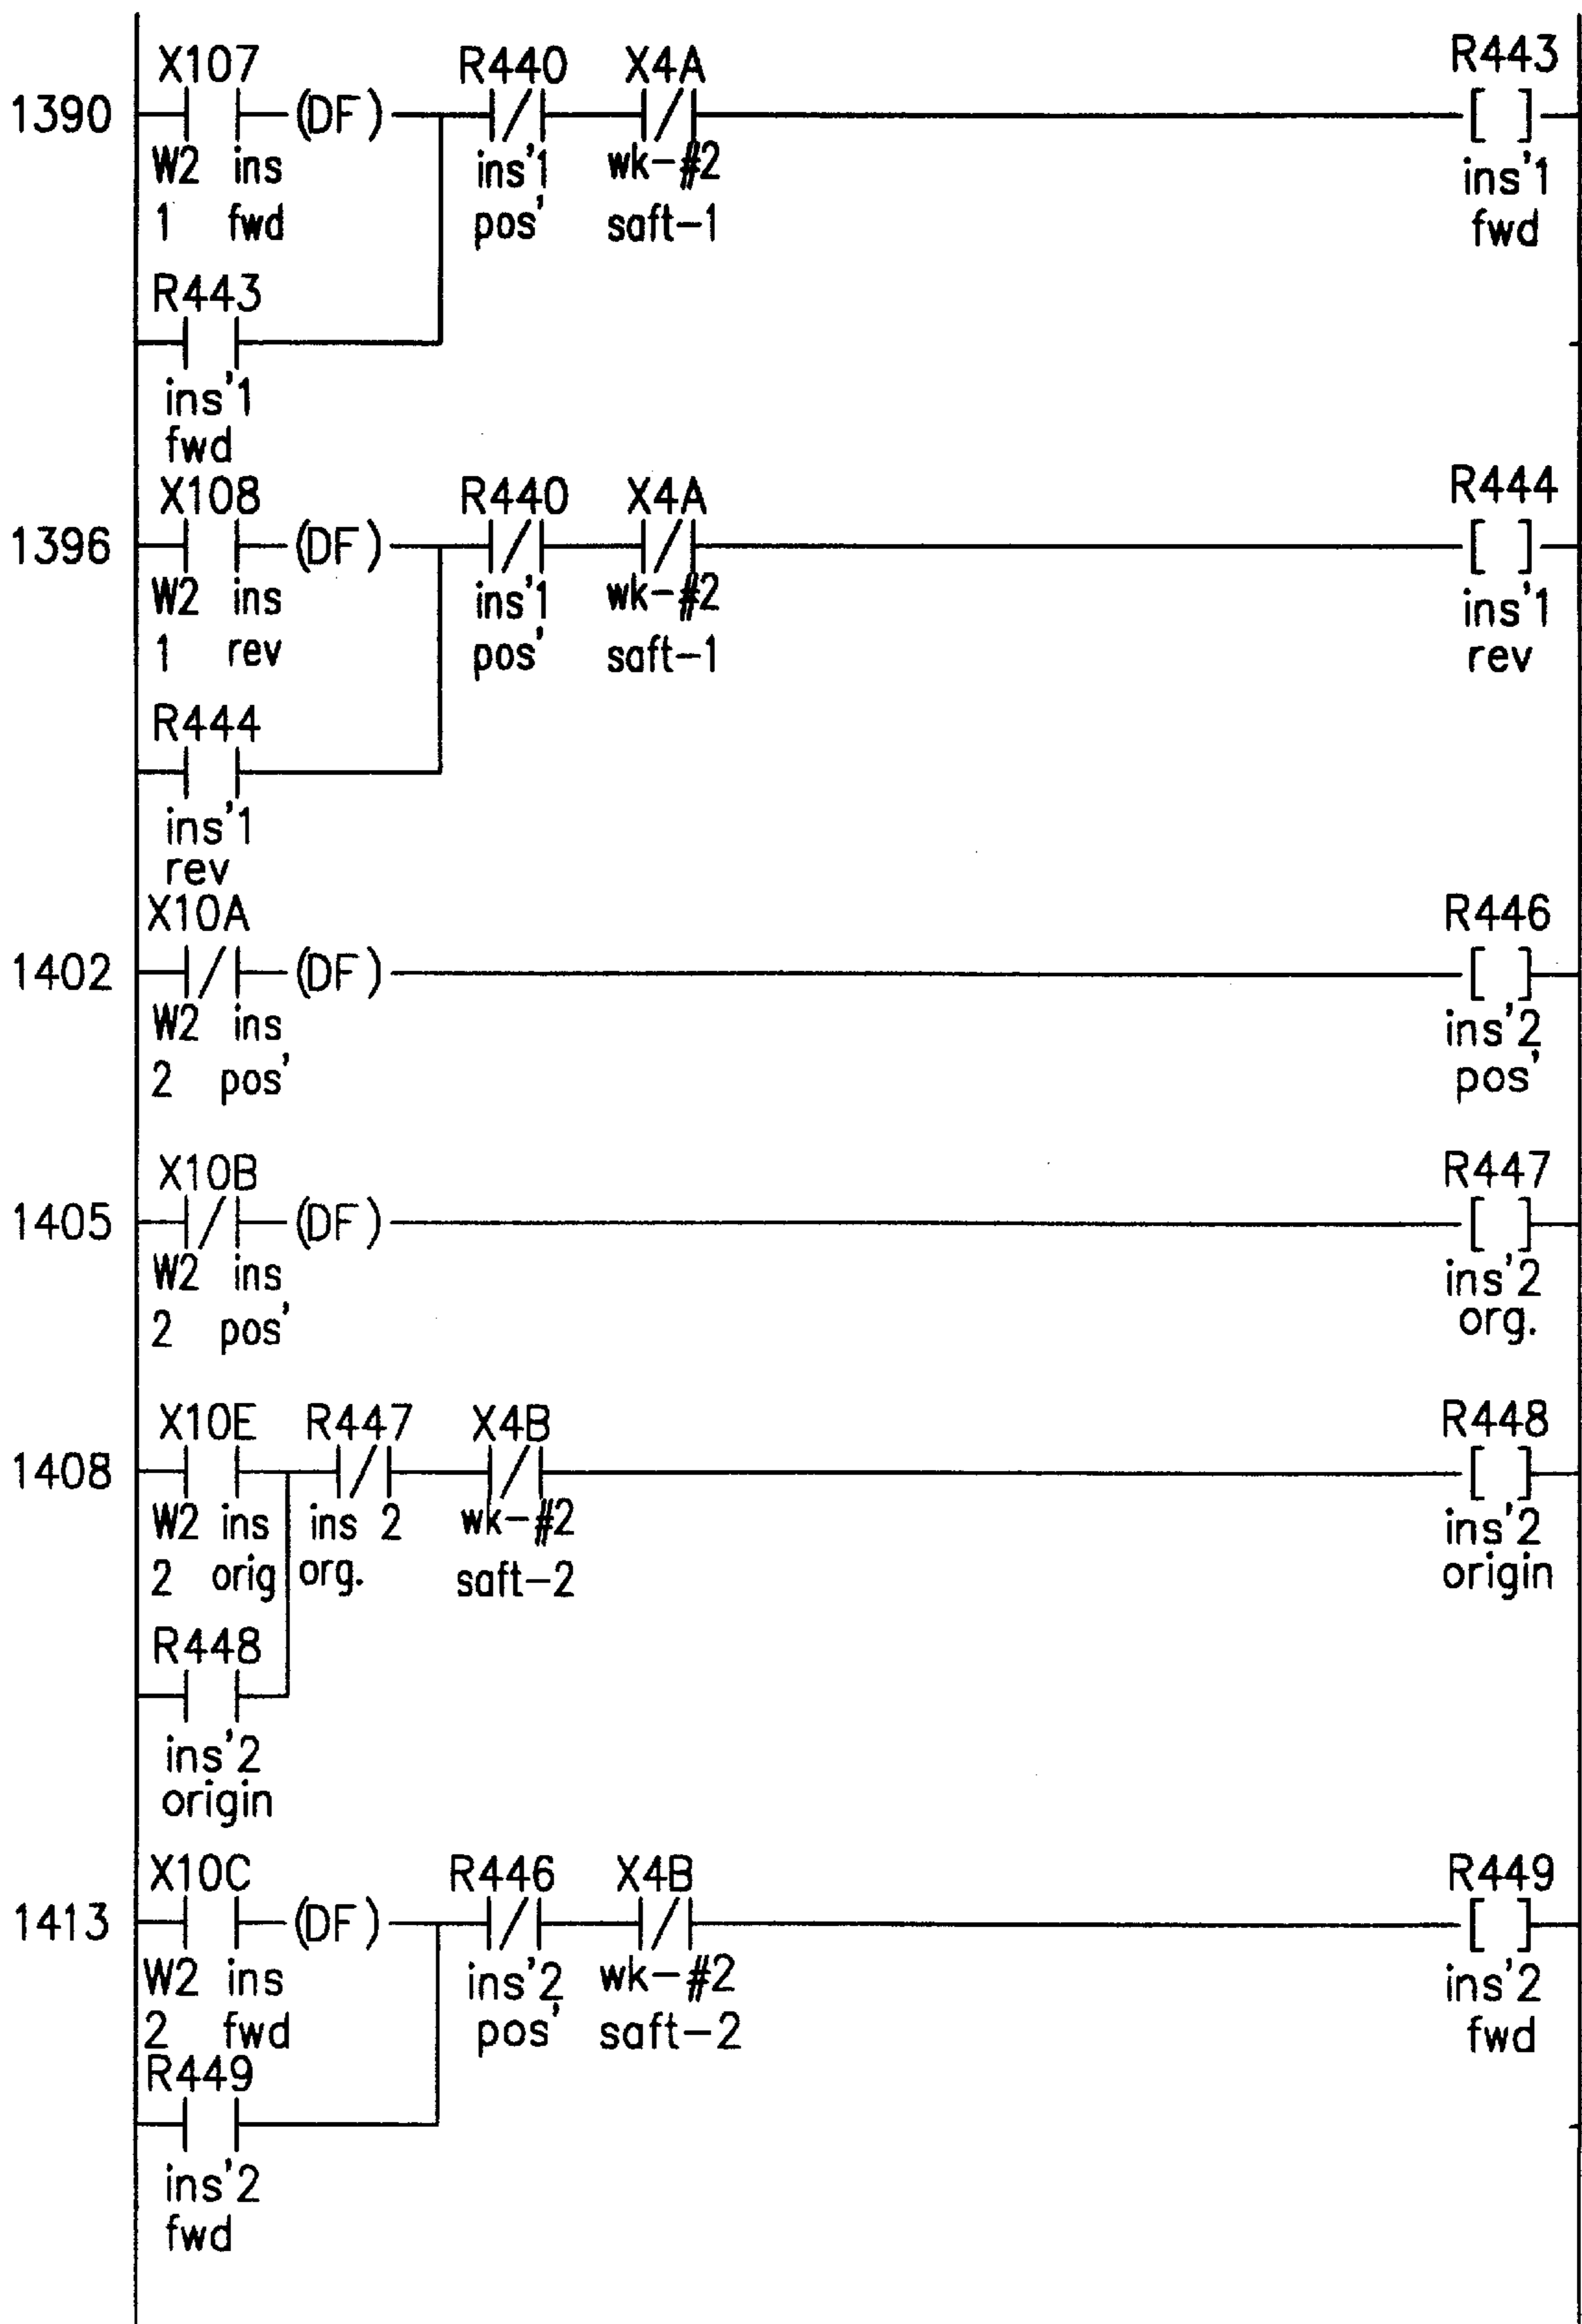 X107 R440 X4A R443
1390 (DF) [ ]
W2 ins ins'1 wk-#2 ins'1
1 fwd pos' saft-1 fwd
R443
ins'1
fwd
X108 R440 X4A R444
1396 (DF) [ ]
W2 ins ins'1 wk-#2 ins'1
1 rev pos' saft-1 rev
R444
ins'1
rev
X10A R446
1402 (DF) [ ]
W2 ins ins'2
2 pos' pos'
X10B R447
1405 (DF) [ ]
W2 ins ins'2
2 pos' org.
X10E R447 X4B R448
1408 [ ]
W2 ins ins 2 wk-#2 ins'2
2 orig org. saft-2 origin
R448
ins'2
origin
X10C R446 X4B R449
1413 (DF) [ ]
W2 ins ins'2 wk-#2 ins'2
2 fwd pos' saft-2 fwd
R449
ins'2
fwd